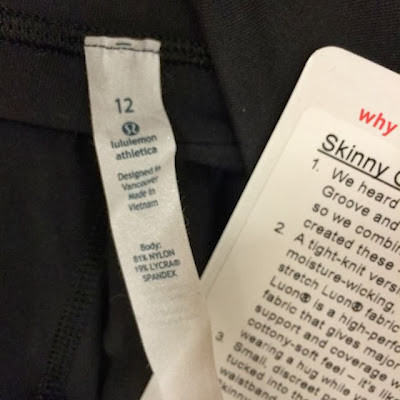 12
lululemon
athletica
Designed in
Vancouver
Made in
Vietnam
Body:
81% NYLON
19% LYCRA®
SPANDEX
why
Skinny G
1. We heard
Groove and
so we combin
created these -
2. A tight-knit versi
moisture-wicking,
stretch Luon® fabric
Luon® is a high-perfo
fabric that gives major
support and coverage w
cottony-soft feel – it's like
wearing a hug while y
3. Small, discreet po
tucked into the
waistband
skinny